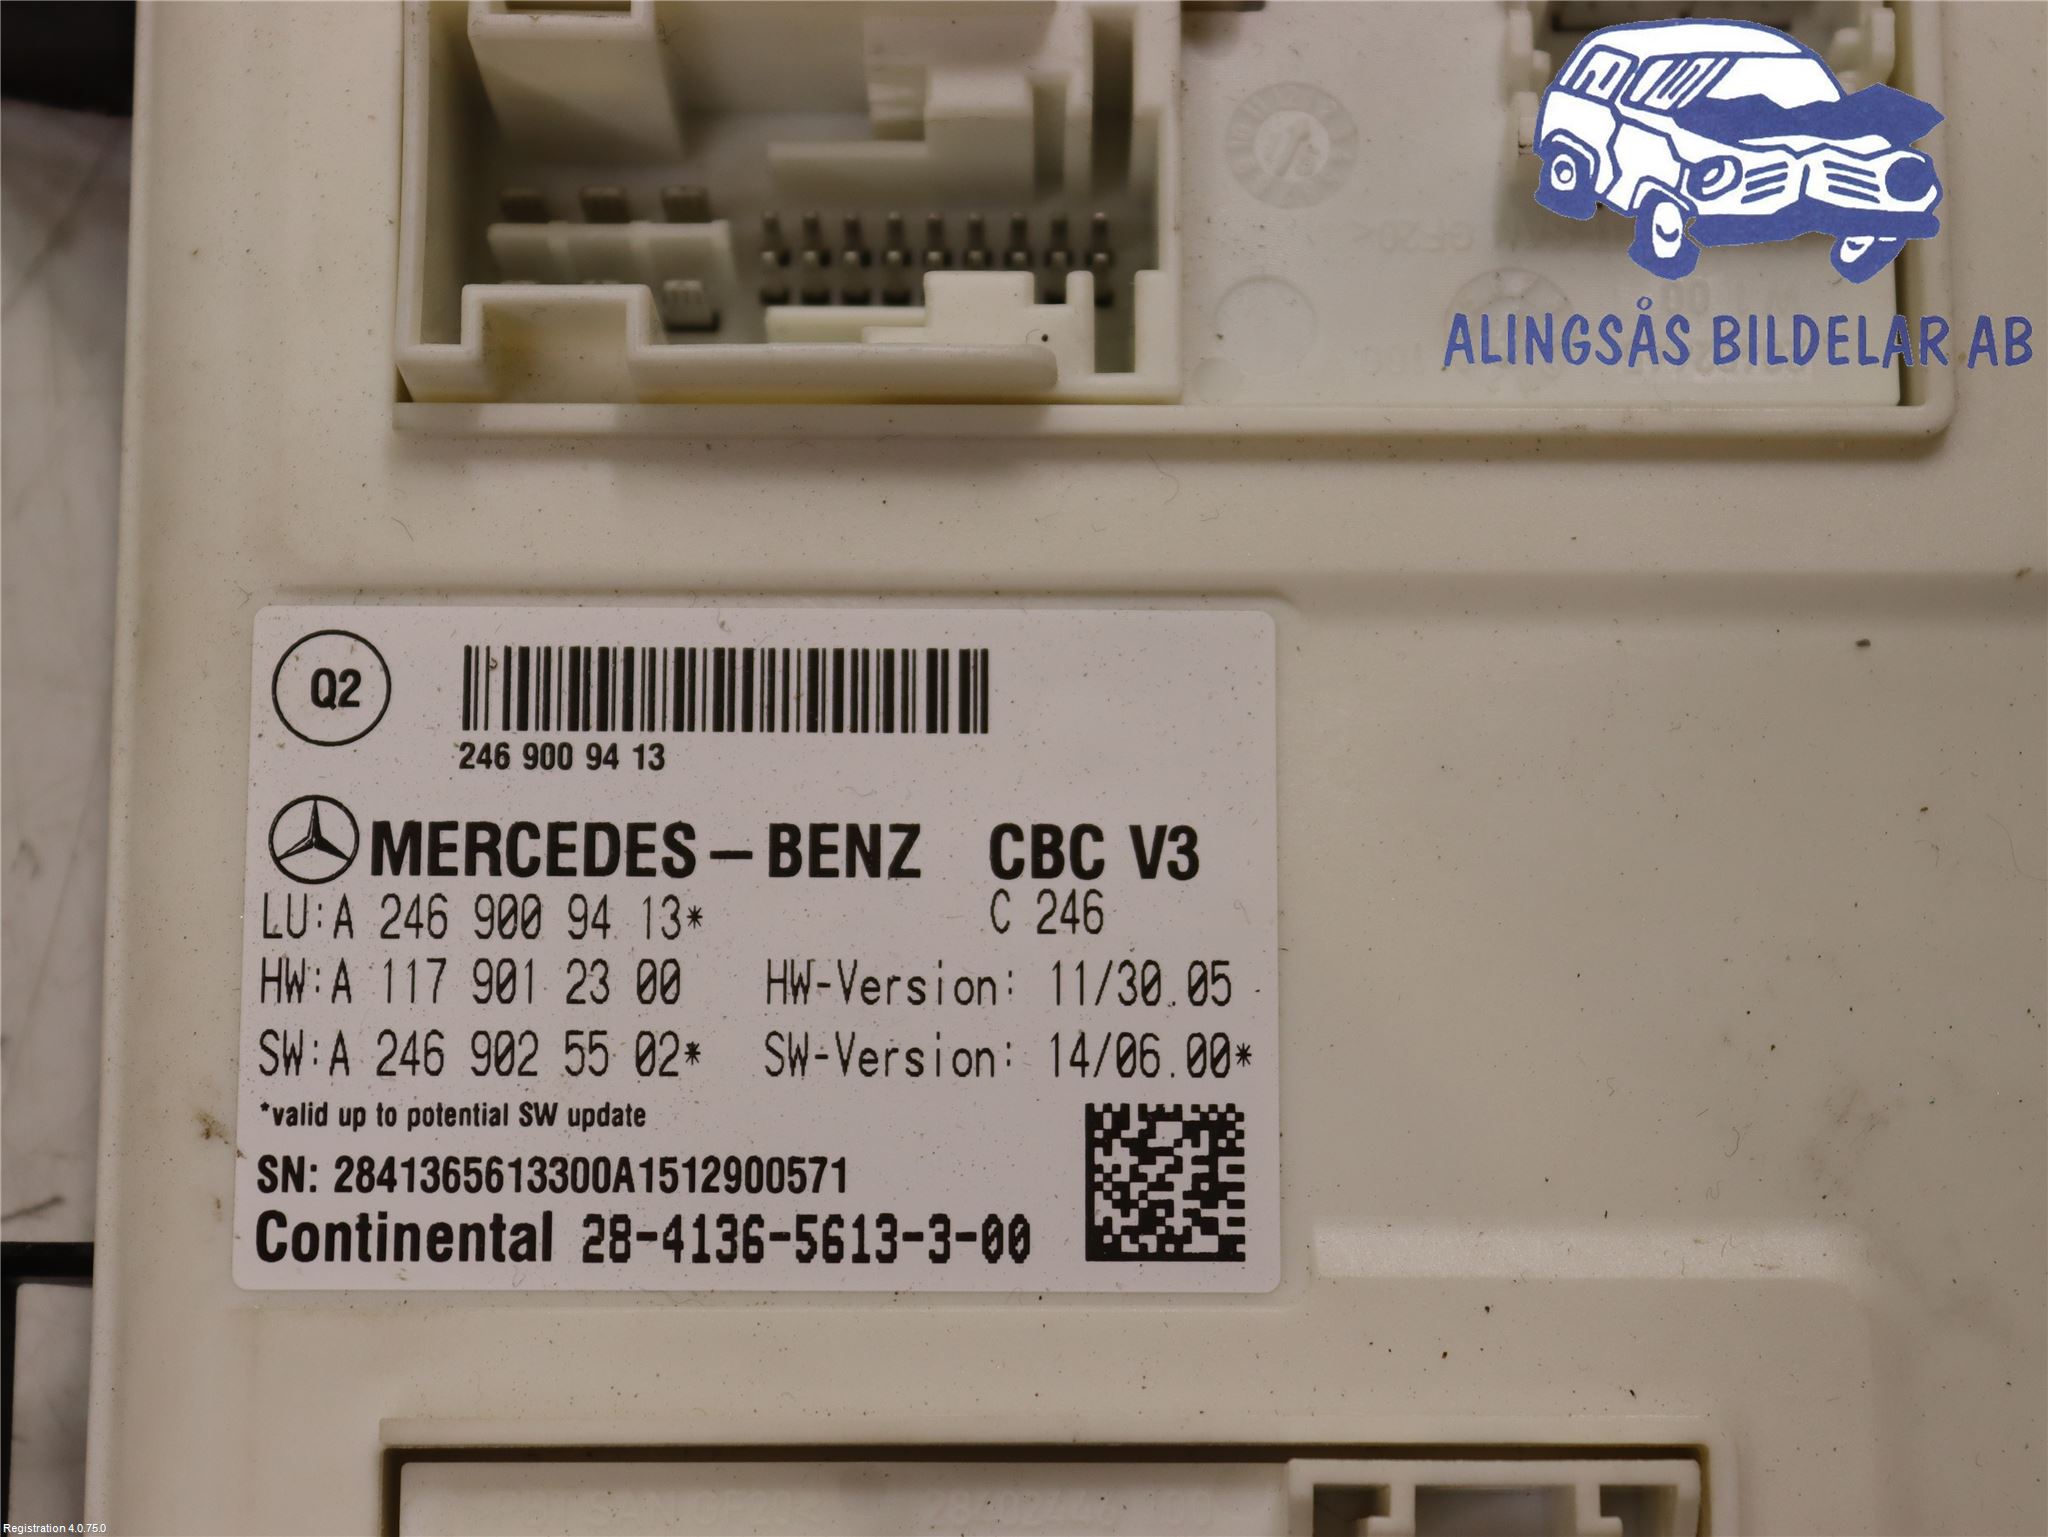 ALINGSÅS BILDELAR AB
Q2
246 900 94 13
MERCEDES – BENZ CBC V3
LU:A 246 900 94 13* C 246
HW:A 117 901 23 00 HW-Version: 11/30.05
SW:A 246 902 55 02* SW-Version: 14/06.00*
*valid up to potential SW update
SN: 2841365613300A1512900571
Continental 28-4136-5613-3-00
Registration 4.0.75.0